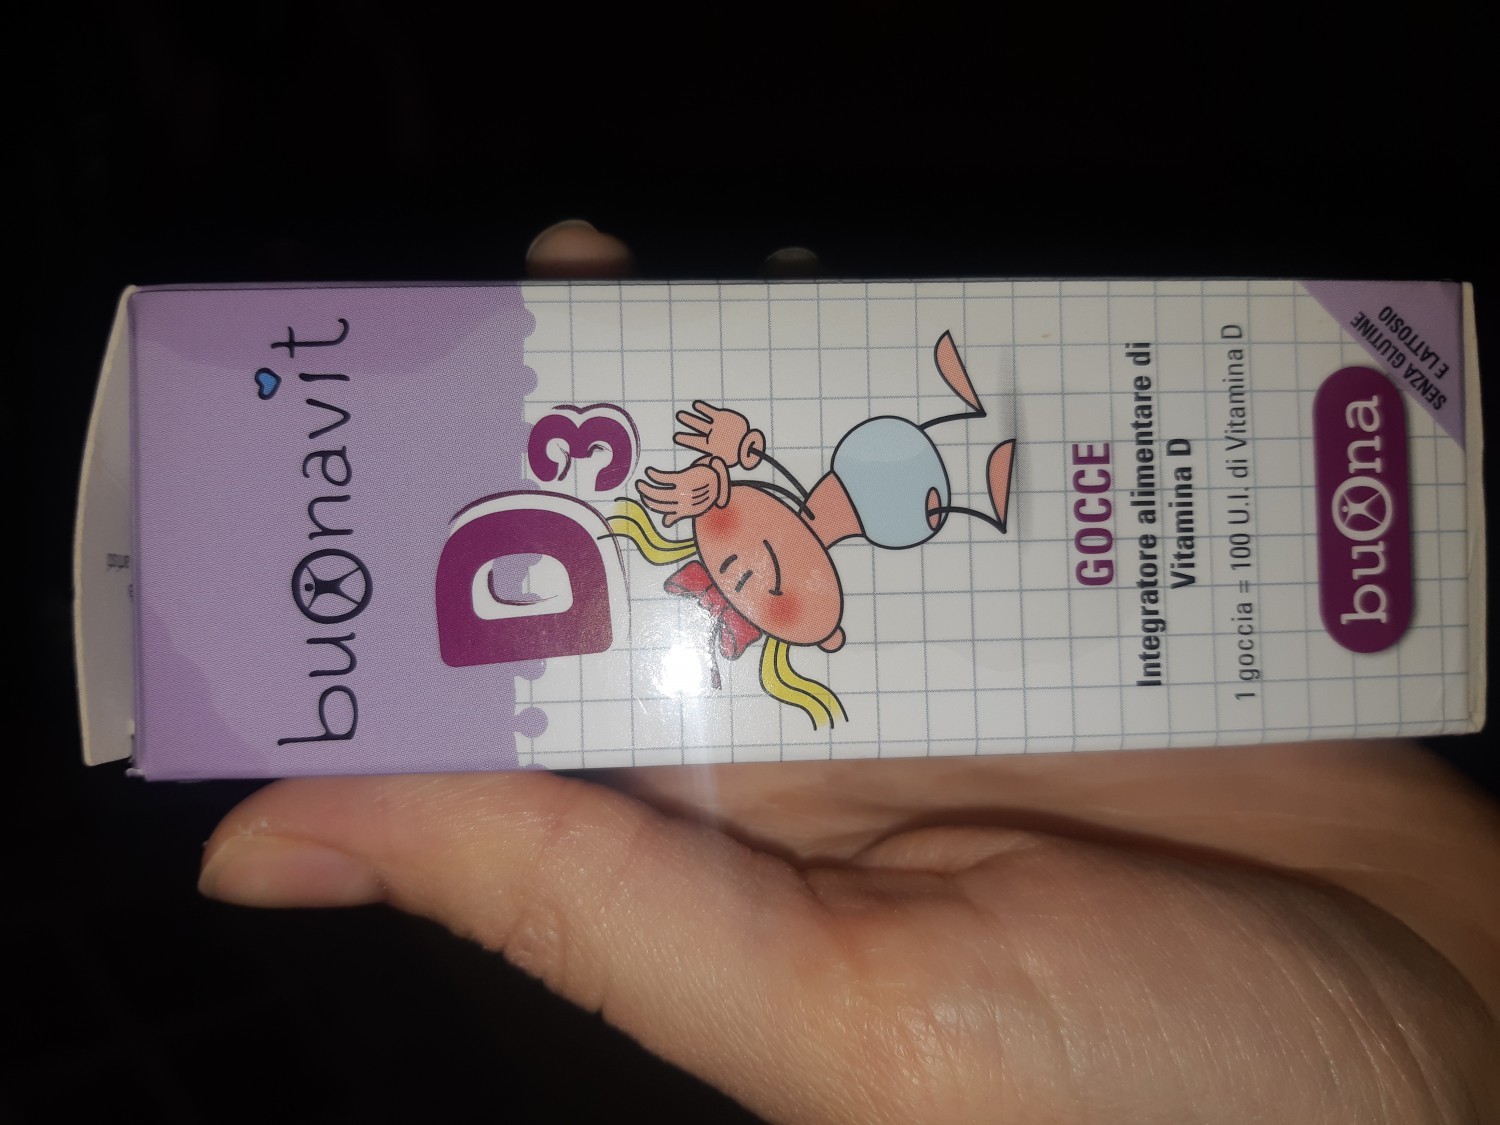 buonavit
D3
GOCCE
Integratore alimentare di
Vitamina D
1 goccia = 100 U.I. di Vitamina D
buona
SENZA GLUTINE
E LATTOSIO